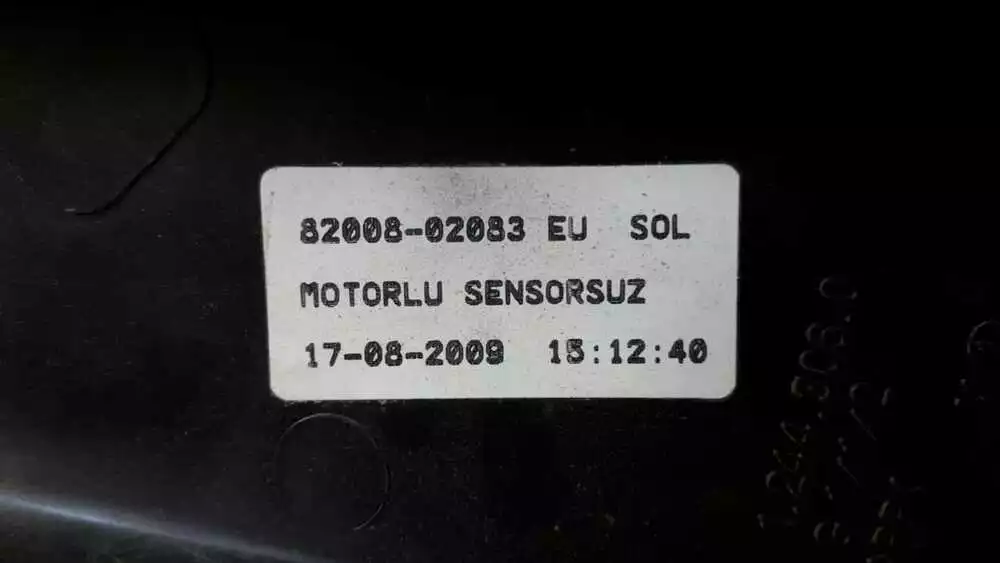 82008-02083 EU SOL
MOTORLU SENSORSUZ
17-08-2009 15:12:40